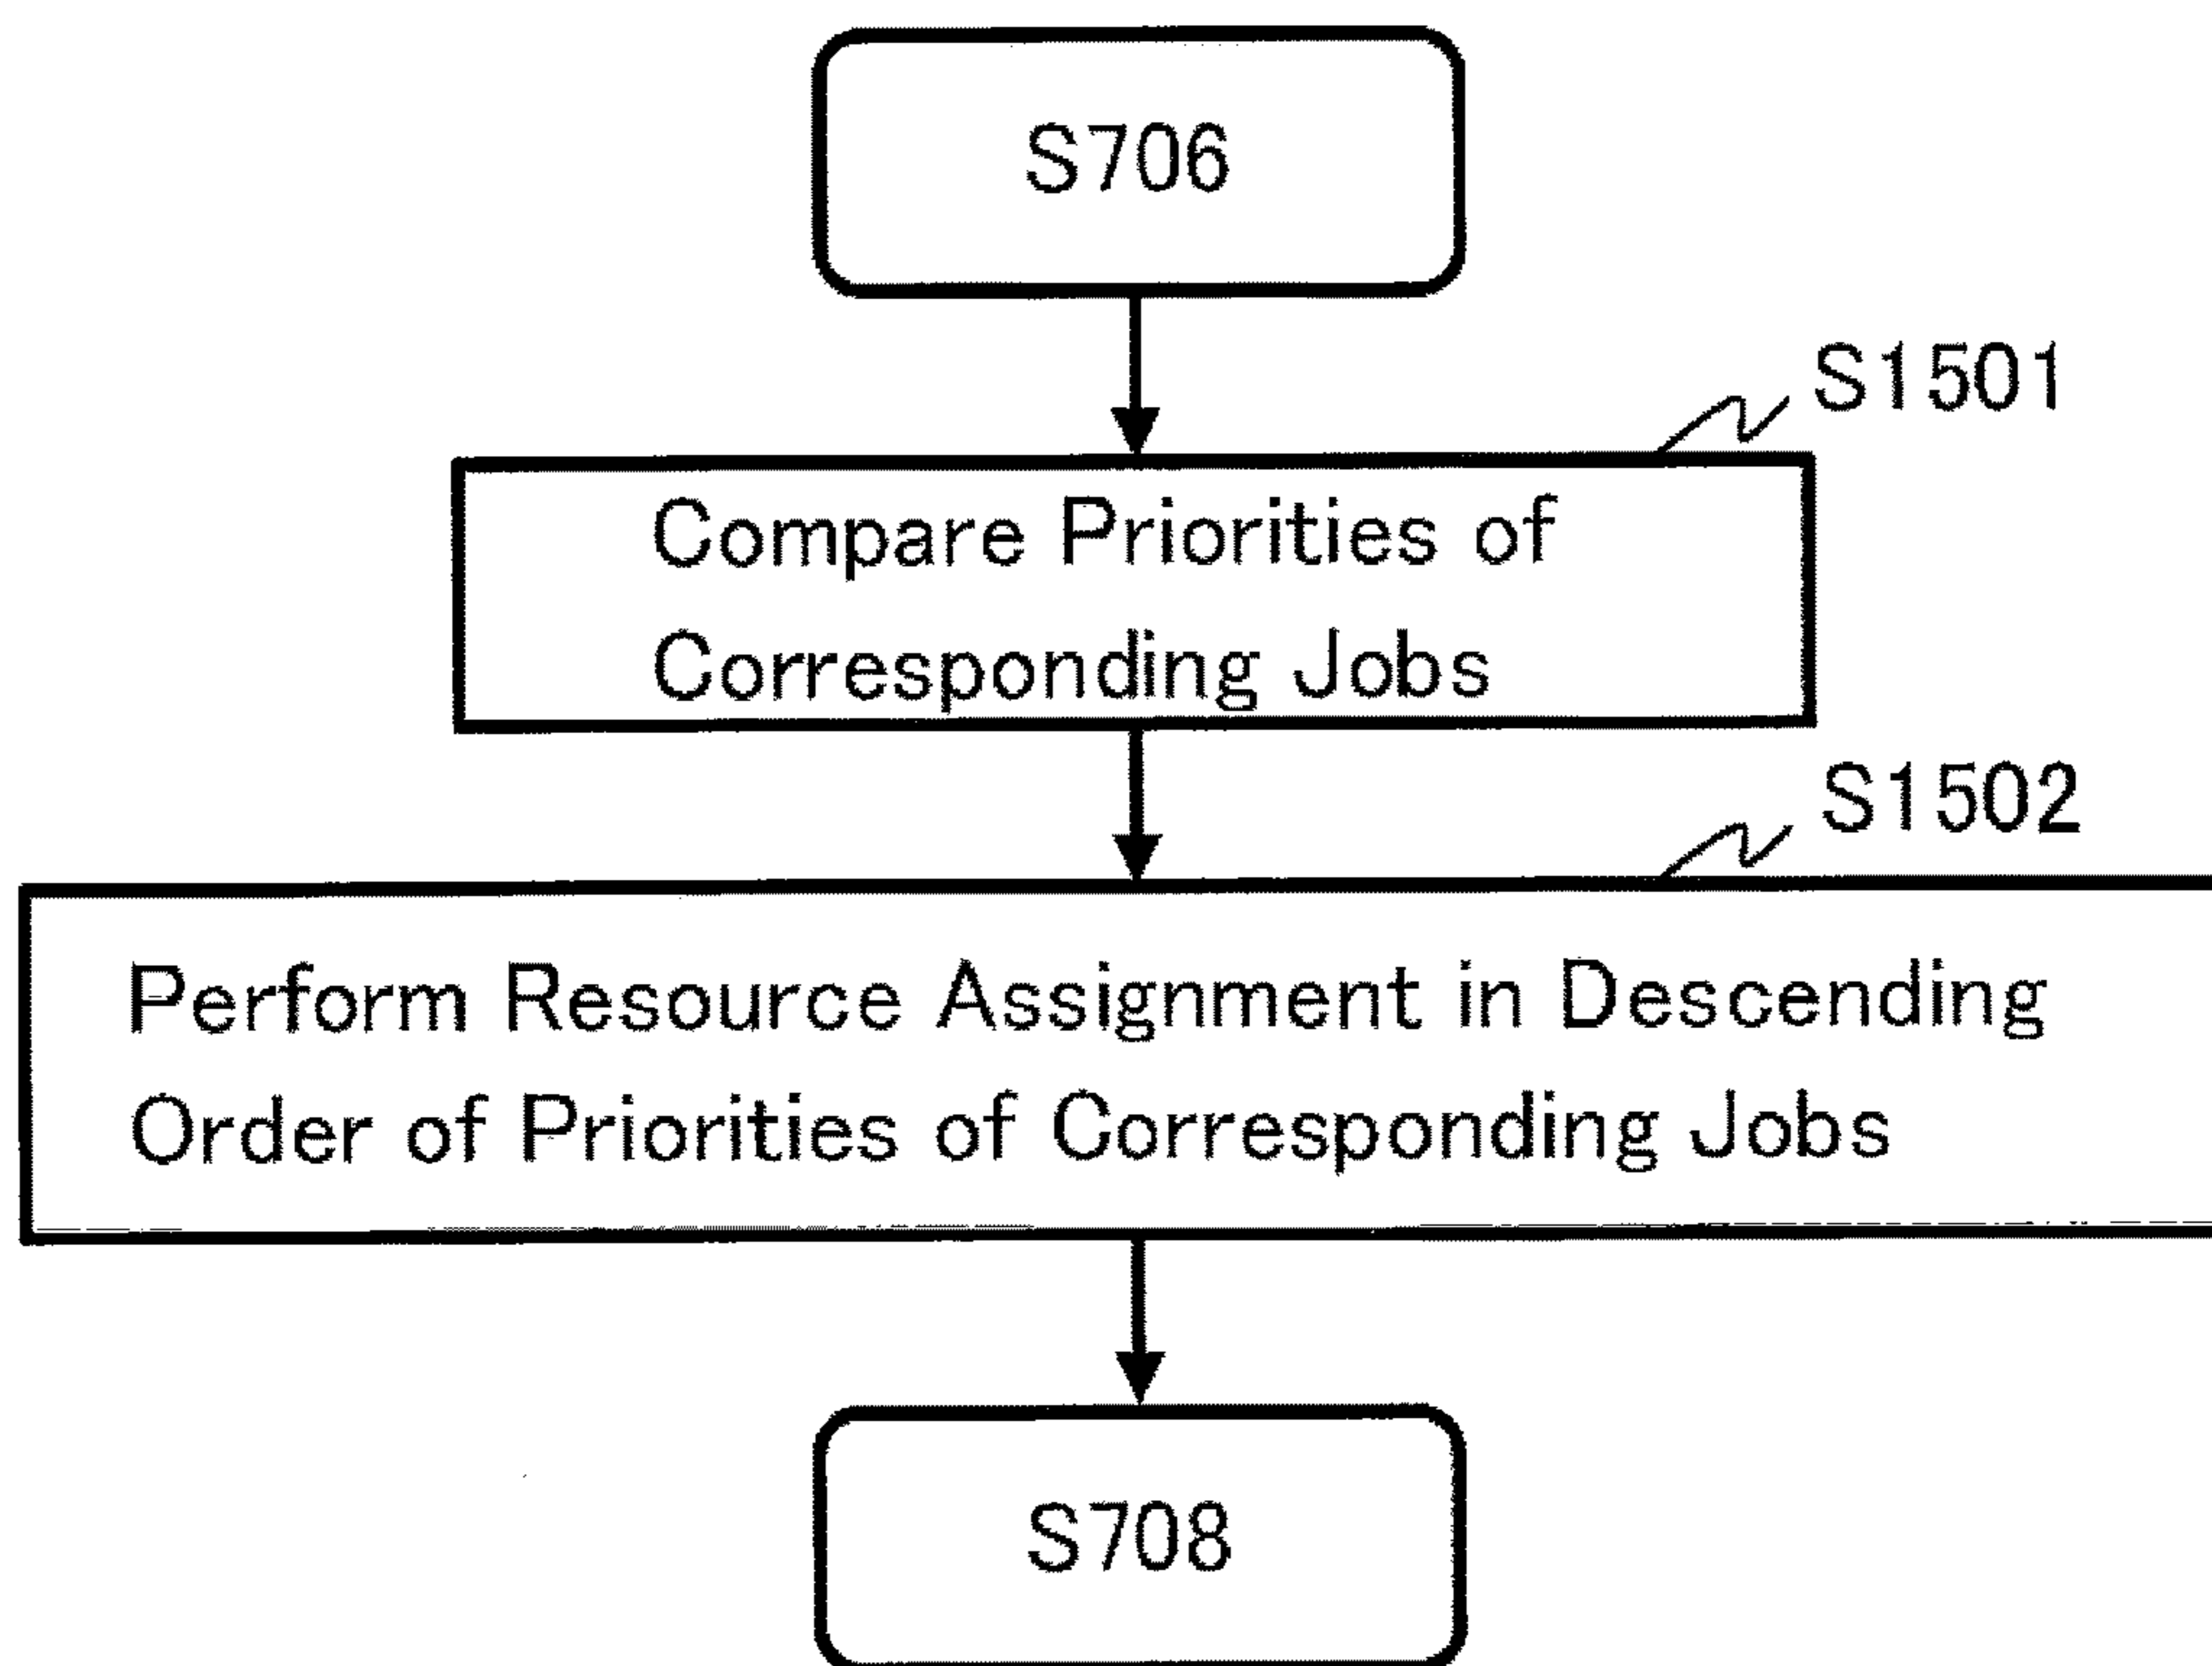 S706
S1501
Compare Priorities of
Corresponding Jobs
S1502
Perform Resource Assignment in Descending
Order of Priorities of Corresponding Jobs
S708